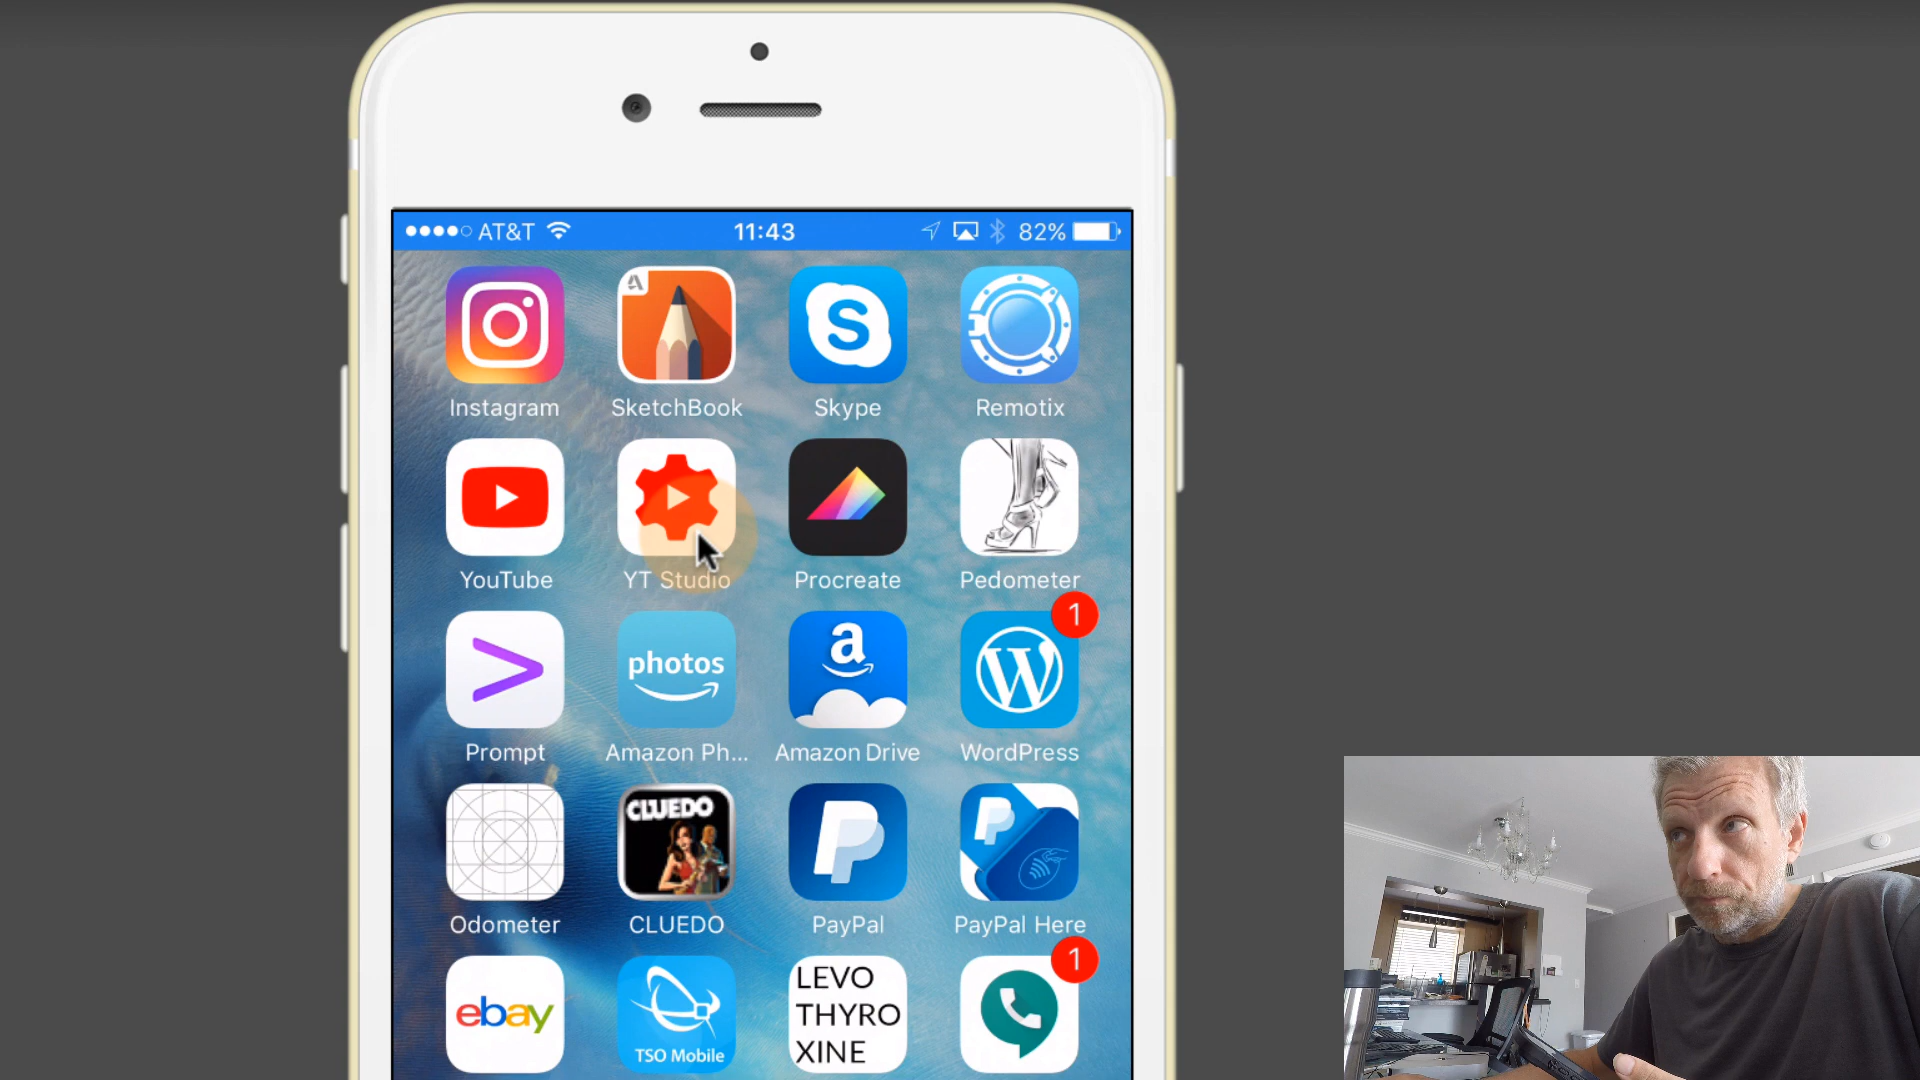 AT&T 11:43 82%
Instagram SketchBook Skype Remotix
YouTube YT Studio Procreate Pedometer
1
photos a
Prompt Amazon Ph... Amazon Drive WordPress
CLUEDO
Odometer CLUEDO PayPal PayPal Here
1
ebay TSO Mobile LEVO
THYRO
XINE